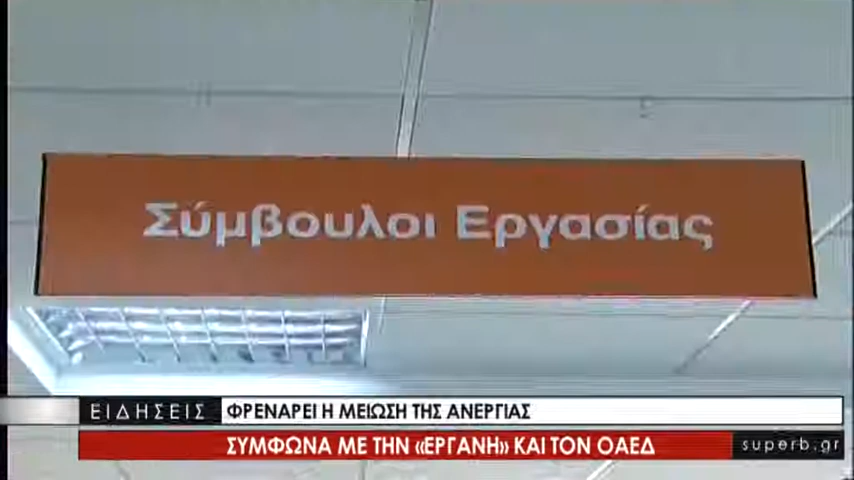 Σύμβουλοι Εργασίας
ΕΙΔΗΣΕΙΣ ΦΡΕΝΑΡΕΙ Η ΜΕΙΩΣΗ ΤΗΣ ΑΝΕΡΓΙΑΣ
ΣΥΜΦΩΝΑ ΜΕ ΤΗΝ «ΕΡΓΑΝΗ» ΚΑΙ ΤΟΝ ΟΑΕΔ superb.gr